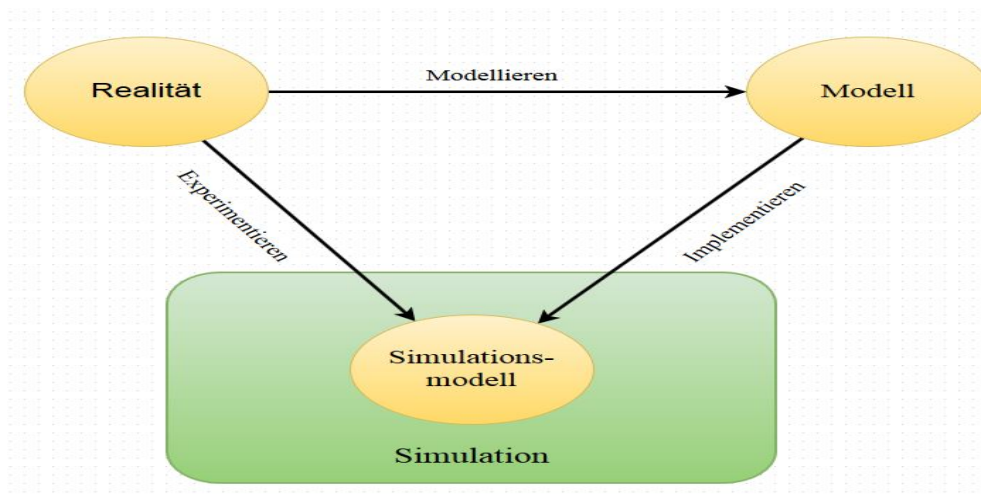 Realität
Modellieren
Modell
Experimentieren
Implementieren
Simulations-
modell
Simulation